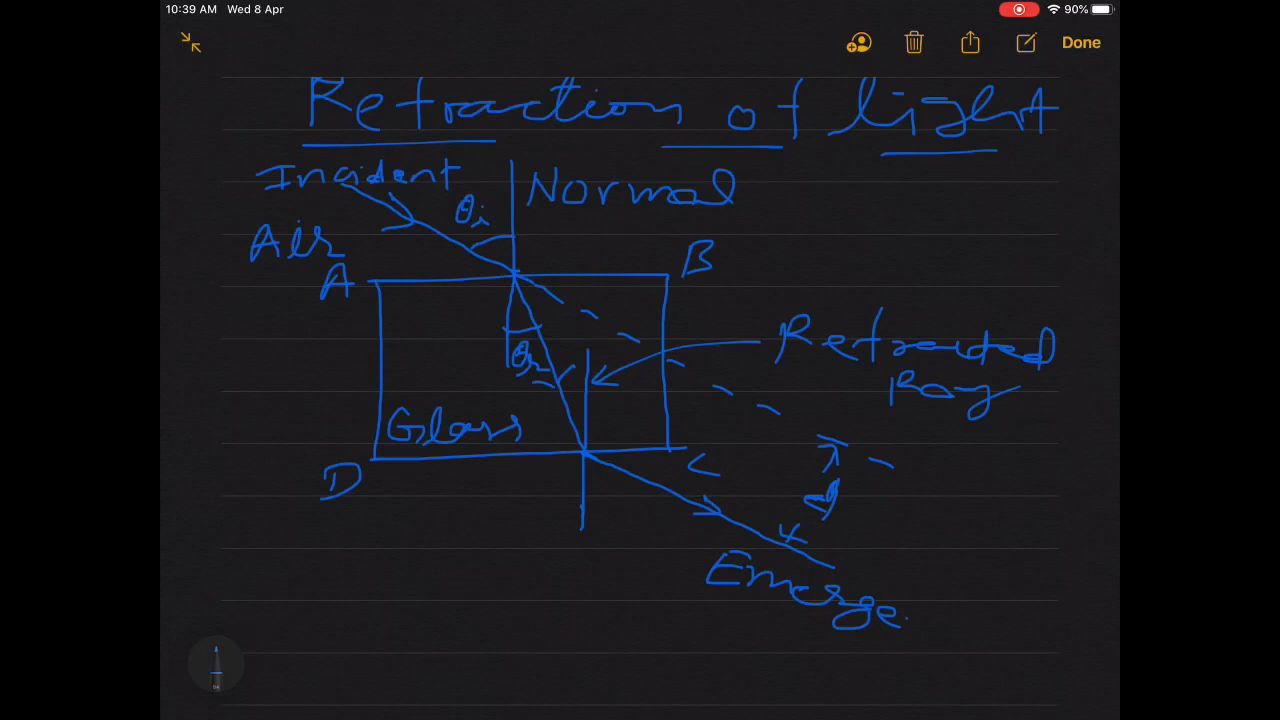 10:39 AM Wed 8 Apr
90%
Done
Refraction of light
Incident
Normal
θi
Air
A
B
θr
Refracted
Ray
Glass
D
C
d
Emerge